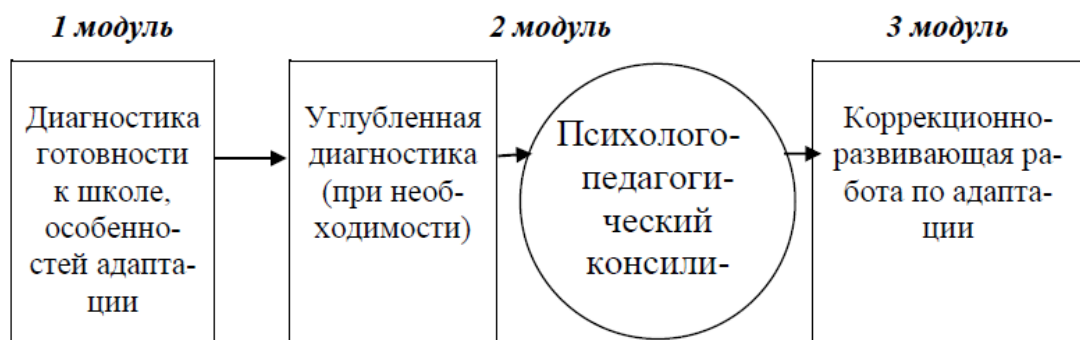 1 модуль
2 модуль
3 модуль
Диагностика
готовности
к школе,
особенно-
стей адапта-
ции
Углубленная
диагностика
(при необ-
ходимости)
Психолого-
педагоги-
ческий
консили-
Коррекционно-
развивающая ра-
бота по адапта-
ции